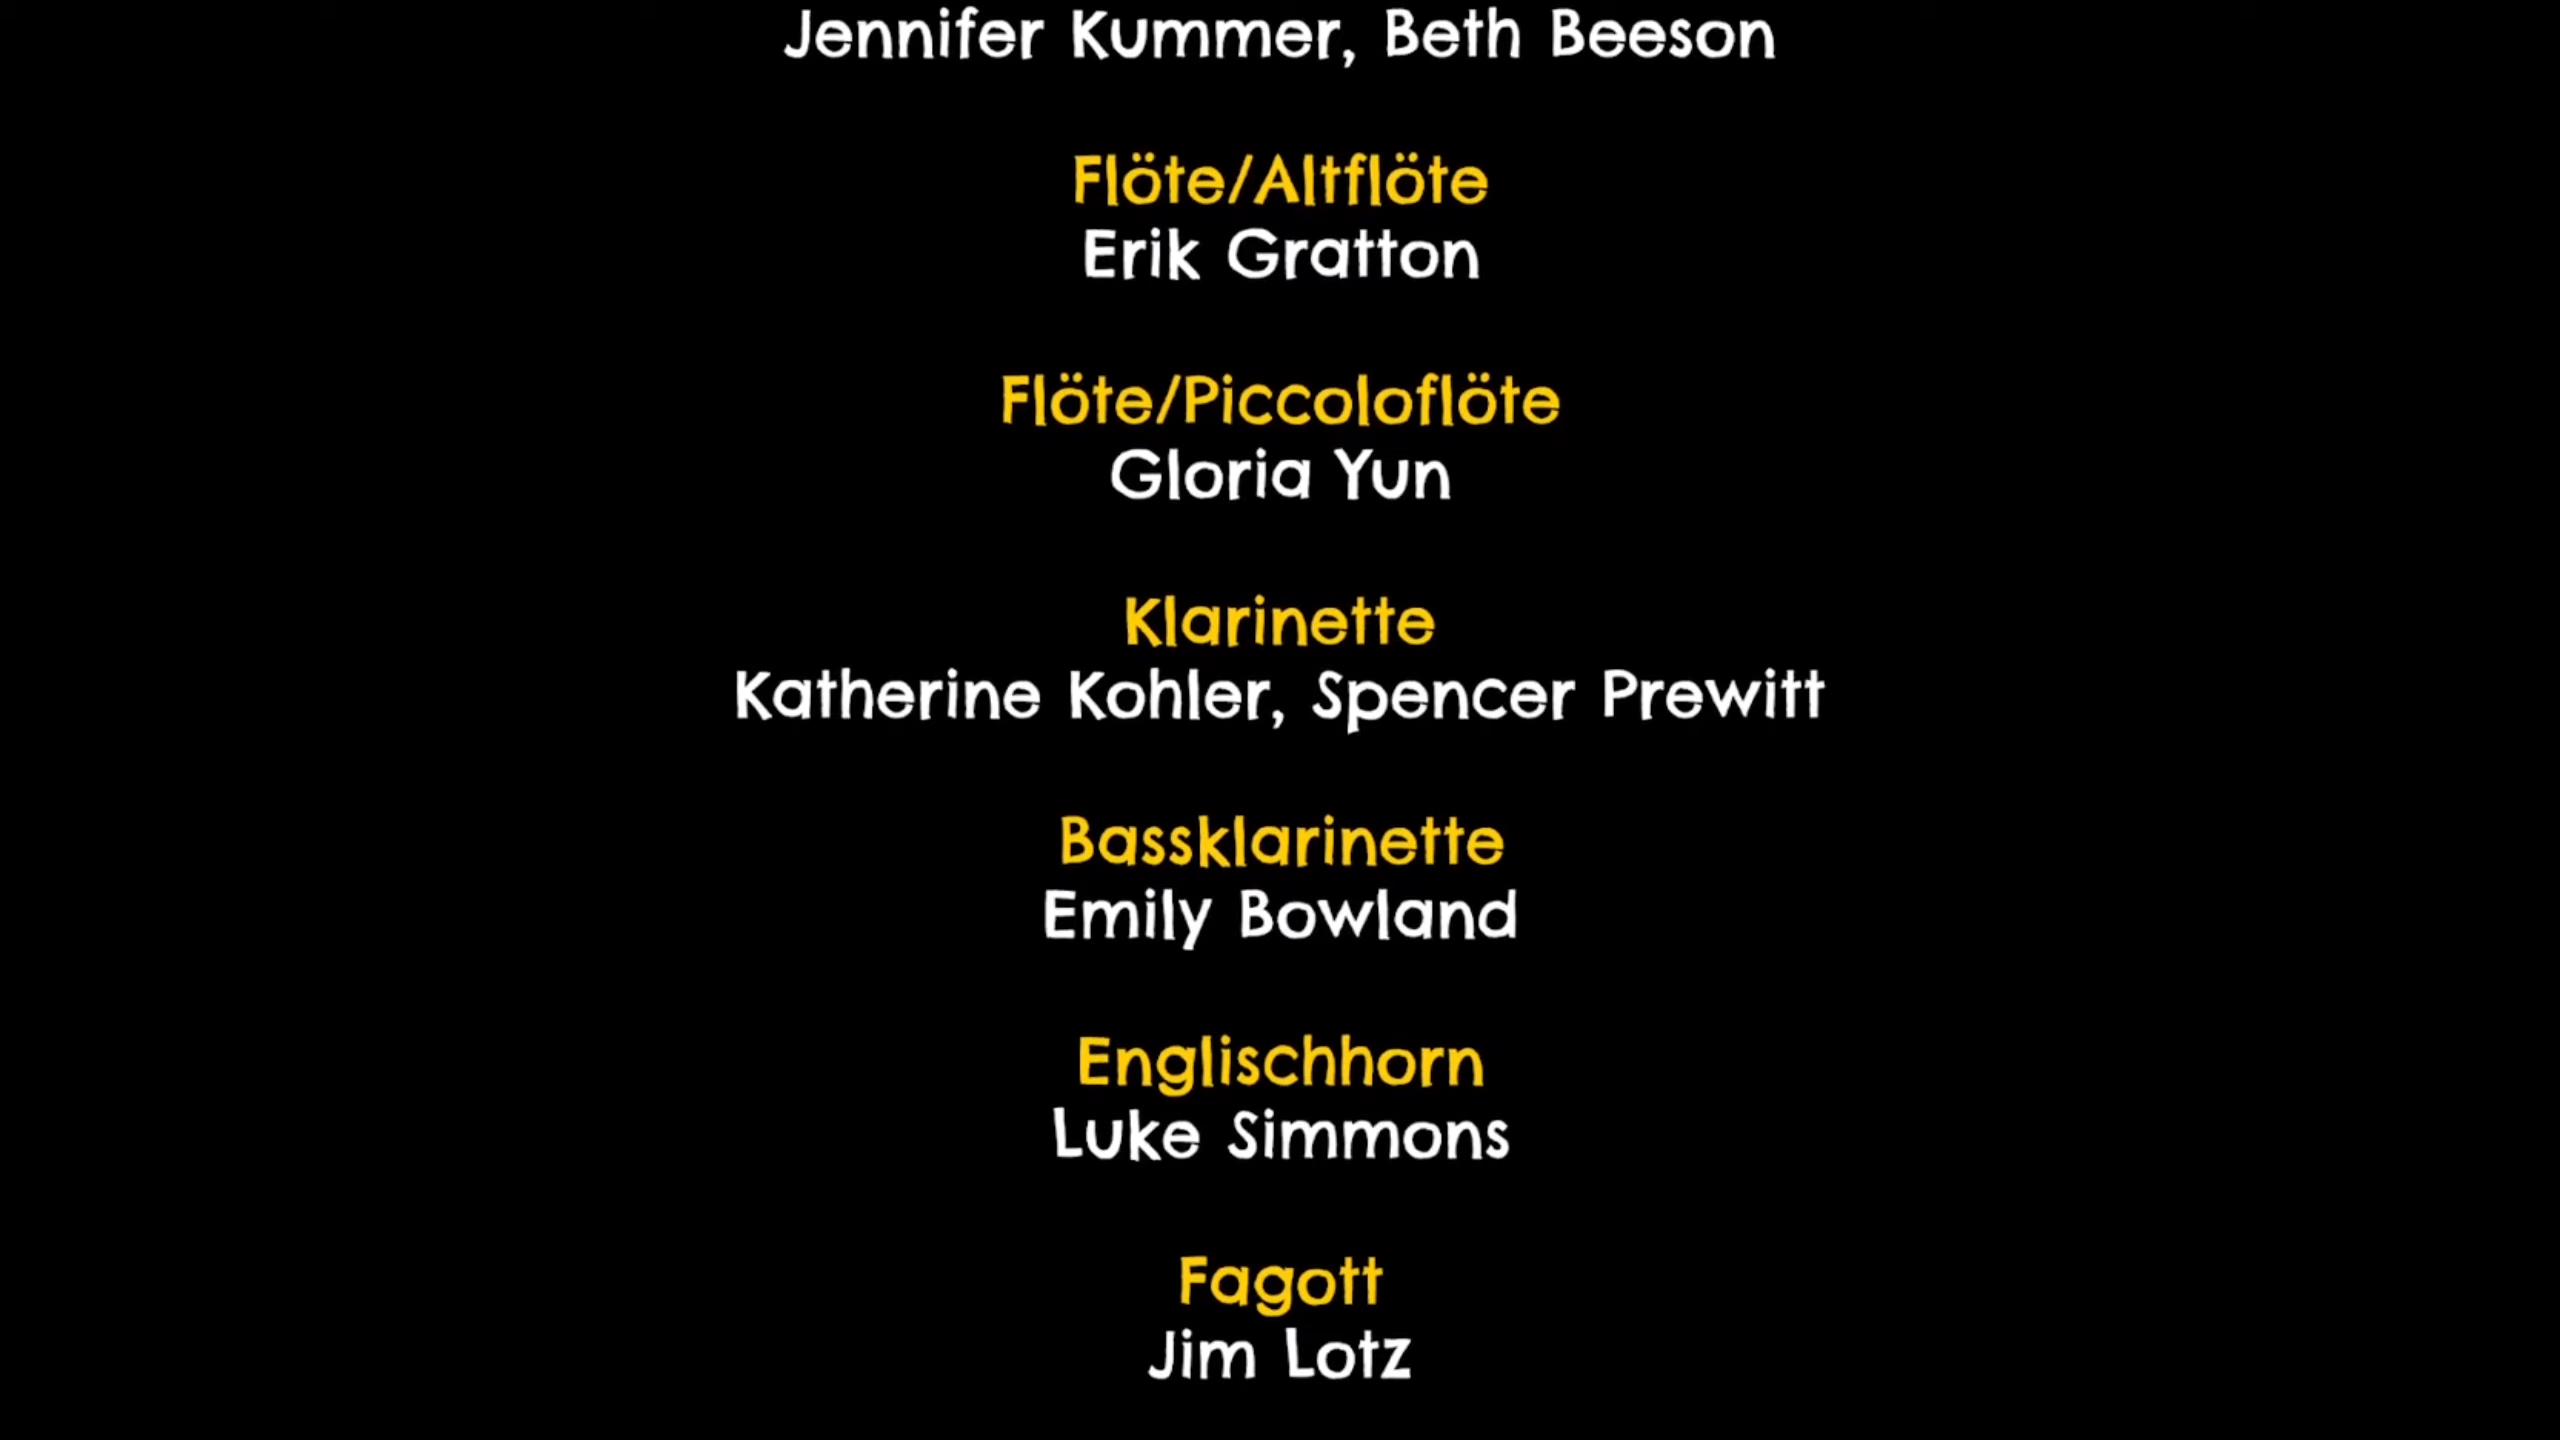 Jennifer Kummer, Beth Beeson
Flöte/Altflöte
Erik Gratton
Flöte/Piccoloflöte
Gloria Yun
Klarinette
Katherine Kohler, Spencer Prewitt
Bassklarinette
Emily Bowland
Englischhorn
Luke Simmons
Fagott
Jim Lotz